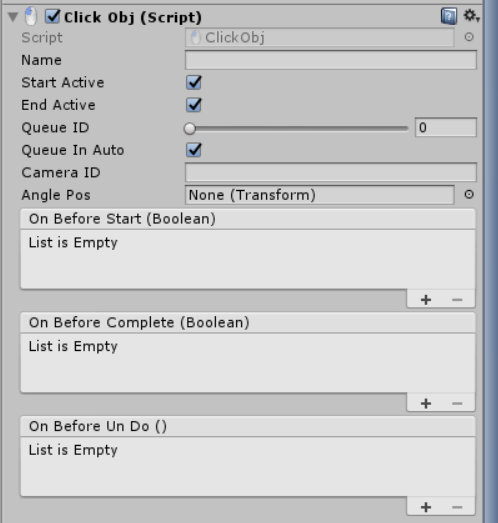 Click Obj (Script)
Script ClickObj
Name
Start Active
End Active
Queue ID 0
Queue In Auto
Camera ID
Angle Pos None (Transform)
On Before Start (Boolean)
List is Empty
+ −
On Before Complete (Boolean)
List is Empty
+ −
On Before Un Do ()
List is Empty
+ −